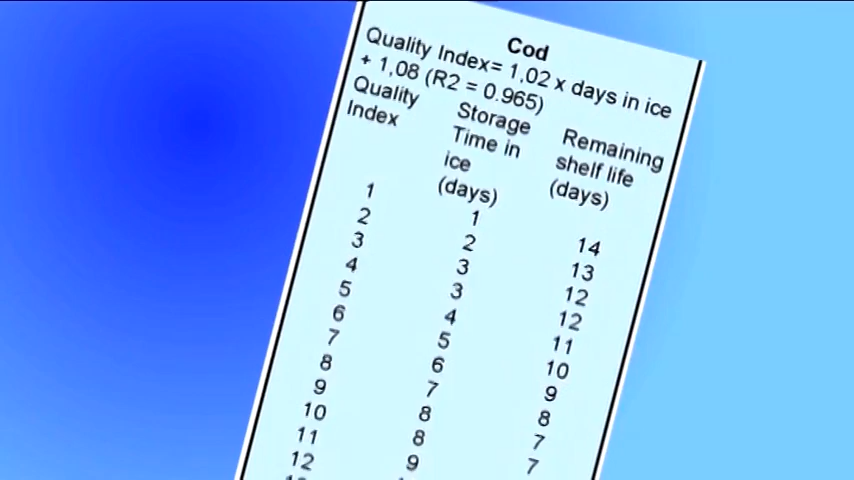 Cod
Quality Index= 1,02 x days in ice
+ 1,08 (R2 = 0.965)
Quality Storage Remaining
Index Time in shelf life
ice (days)
(days)
1 1 14
2 2 13
3 3 12
4 3 12
5 4 11
6 5 10
7 6 9
8 7 8
9 8 7
10 8 7
11 9
12